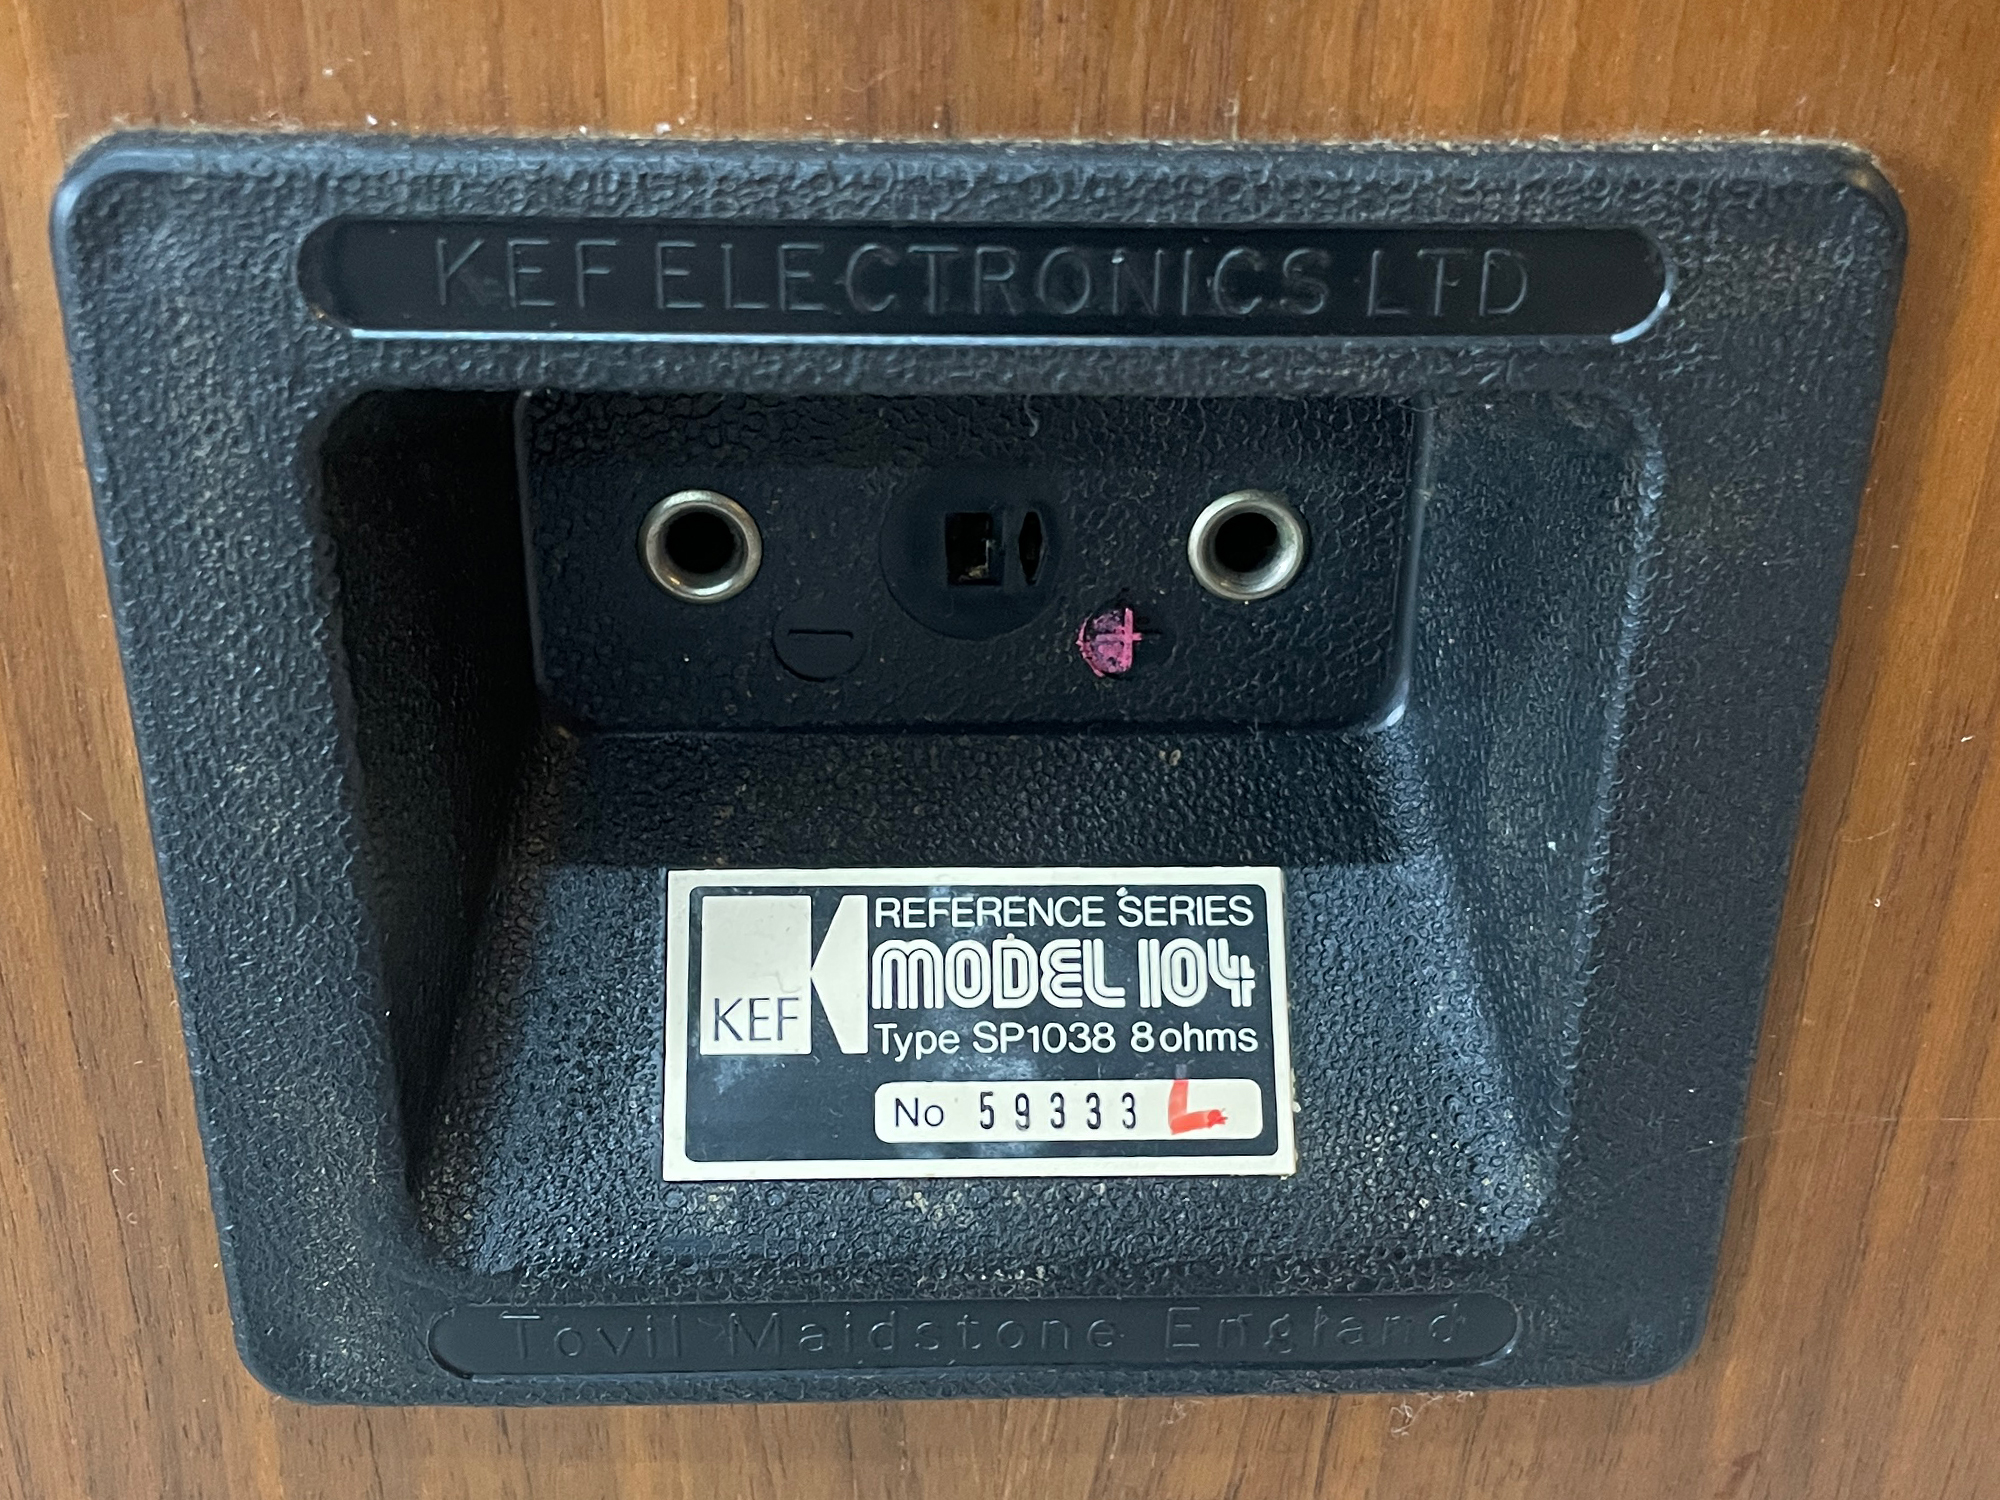 KEF ELECTRONICS LTD
− +
REFERENCE SERIES
MODEL 104
KEF
Type SP1038 8 ohms
No 59333 L
Tovil Maidstone England